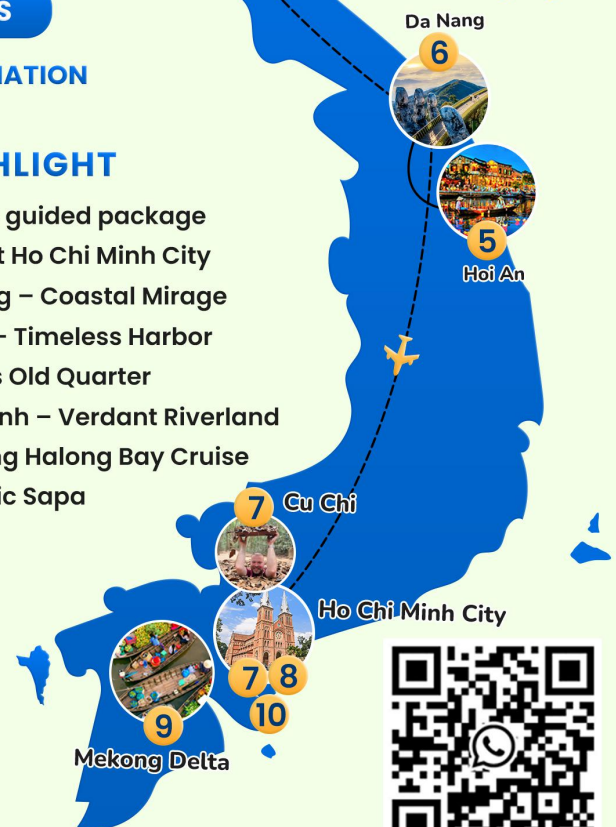 S
Da Nang
6
NATION
HLIGHT
guided package
t Ho Chi Minh City
g – Coastal Mirage
– Timeless Harbor
s Old Quarter
nh – Verdant Riverland
ng Halong Bay Cruise
ic Sapa
5
Hoi An
7
Cu Chi
Ho Chi Minh City
7
8
10
9
Mekong Delta